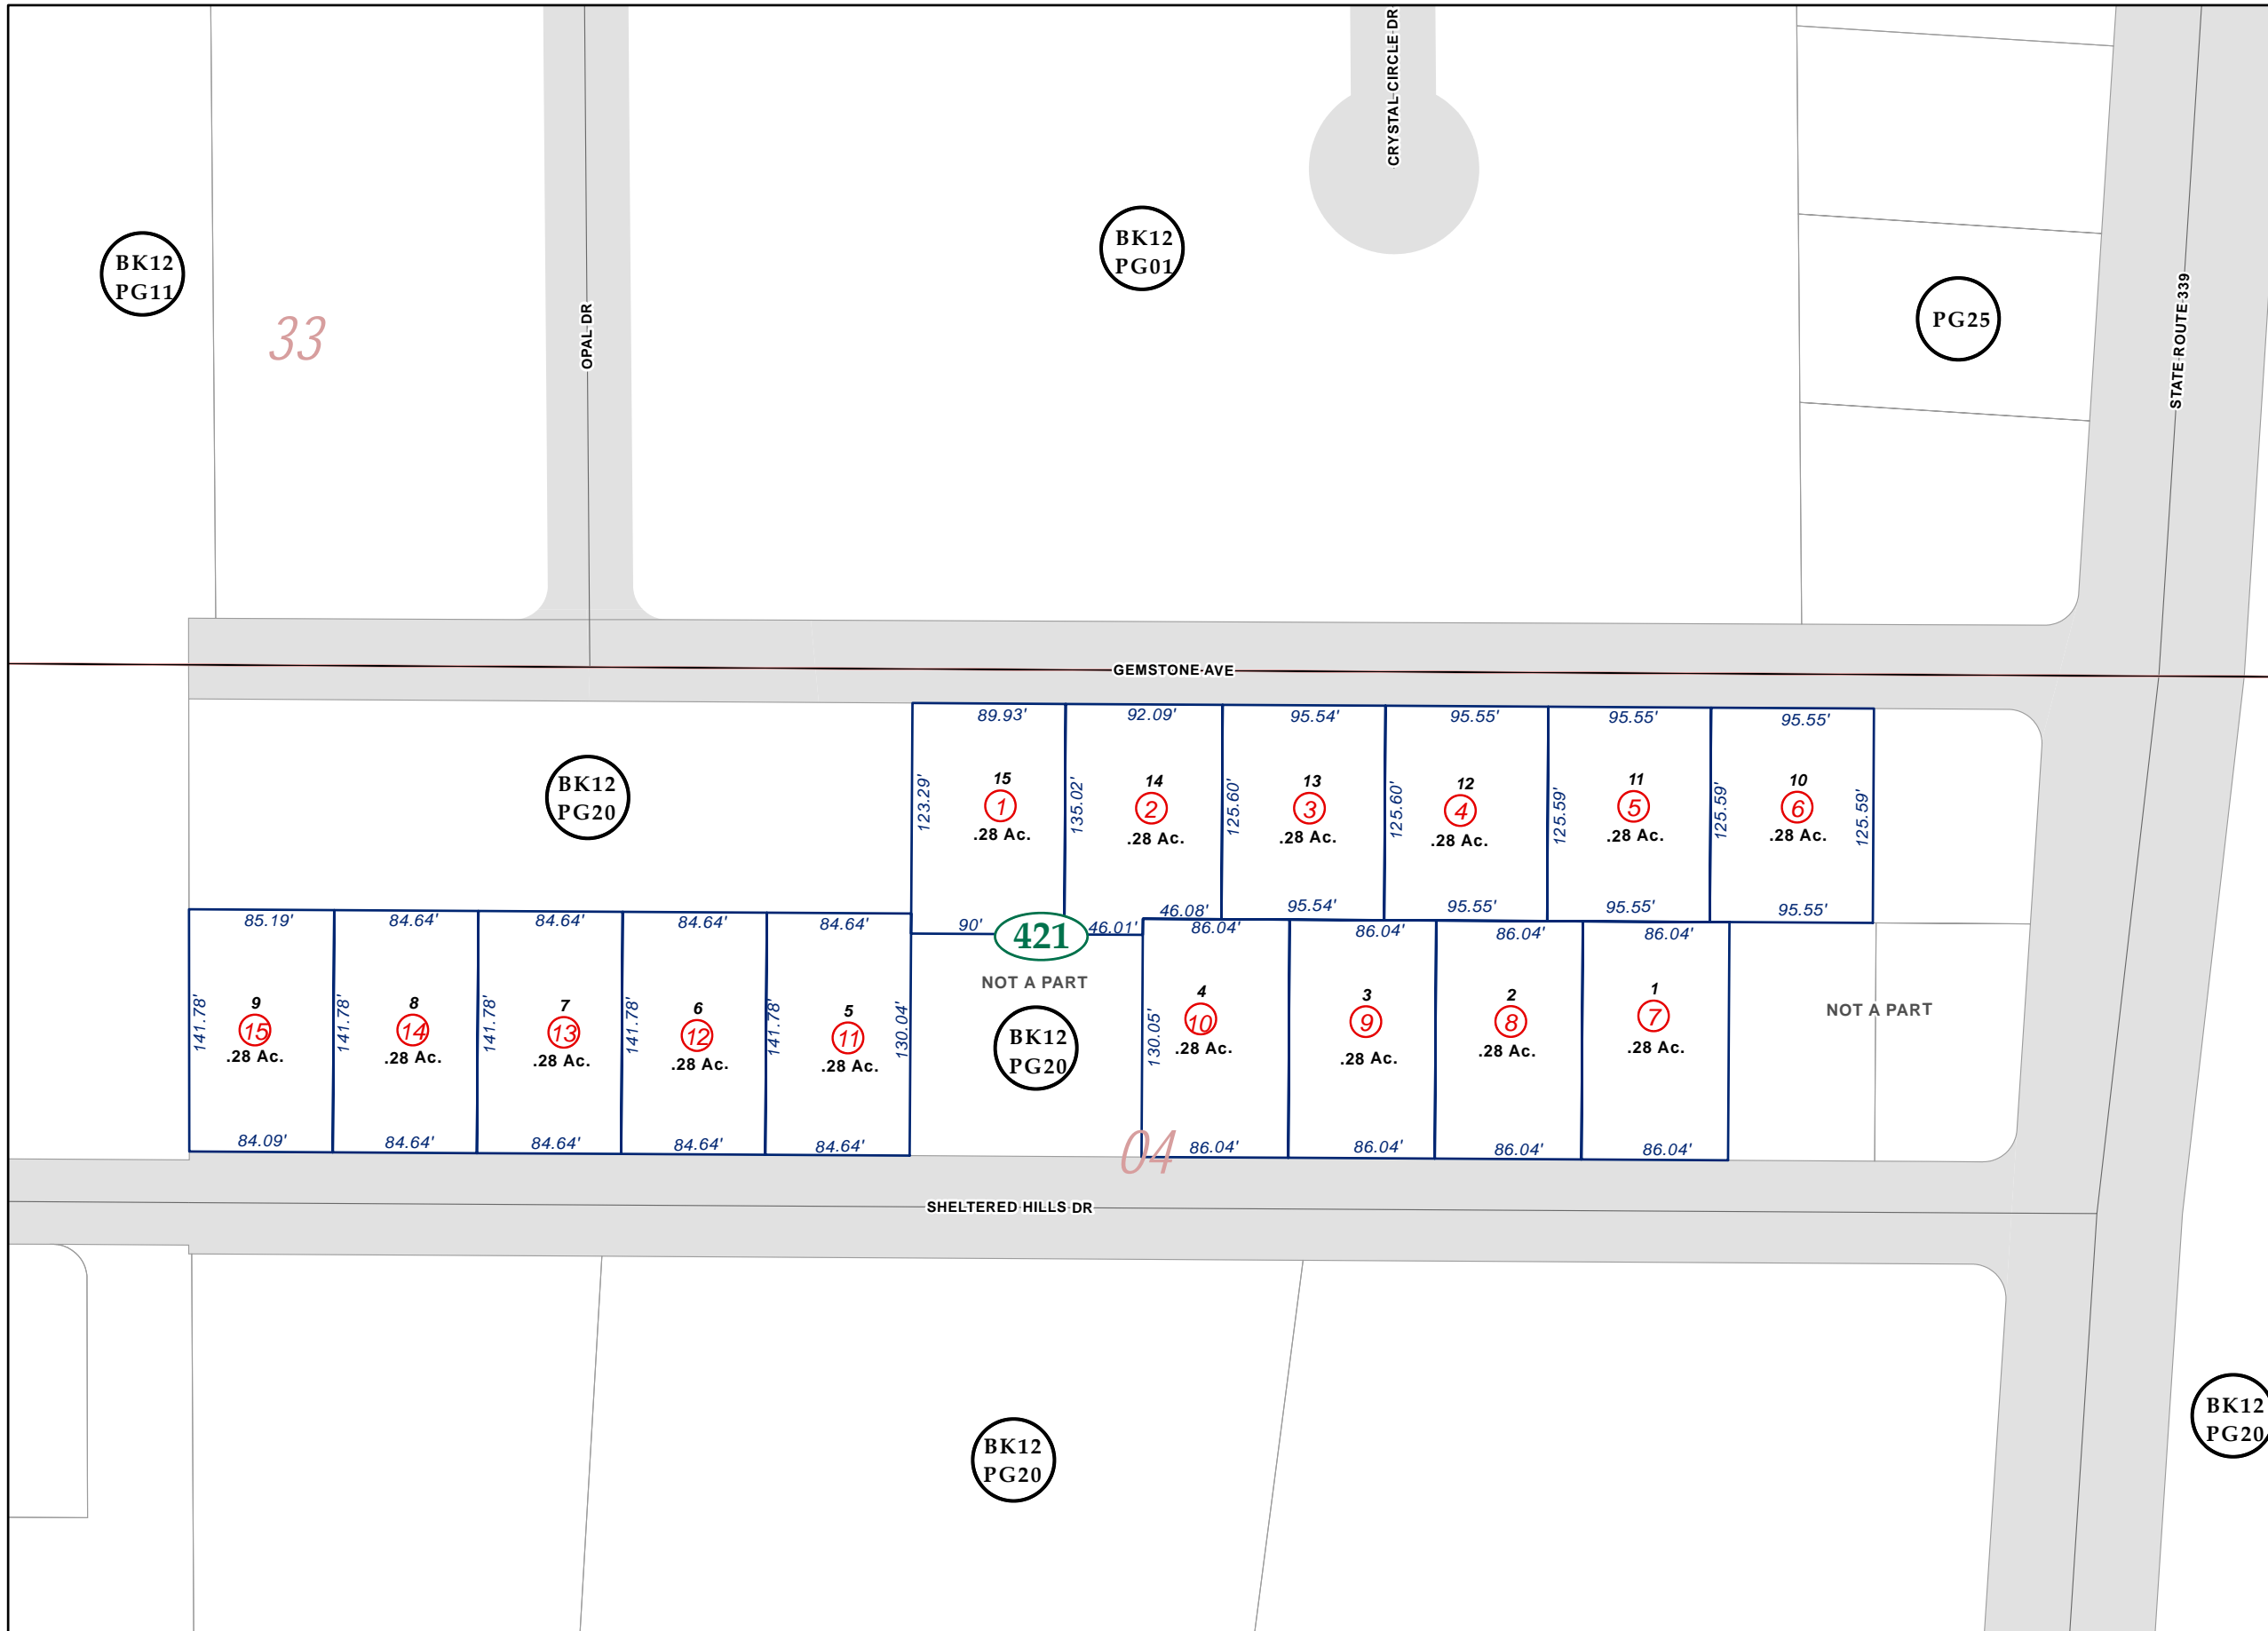 CRYSTAL CIRCLE DR
BK12
PG01
BK12
PG11
33
OPAL DR
PG25
STATE ROUTE 339
GEMSTONE AVE
89.93'
92.09'
95.54'
95.55'
95.55'
95.55'
BK12
PG20
123.29'
15
1
.28 Ac.
135.02'
14
2
.28 Ac.
125.60'
13
3
.28 Ac.
125.60'
12
4
.28 Ac.
125.59'
11
5
.28 Ac.
125.59'
10
6
.28 Ac.
125.59'
90'
46.01'
46.08'
95.54'
95.55'
95.55'
95.55'
421
85.19'
84.64'
84.64'
84.64'
84.64'
86.04'
86.04'
86.04'
86.04'
141.78'
9
15
.28 Ac.
141.78'
8
14
.28 Ac.
141.78'
7
13
.28 Ac.
141.78'
6
12
.28 Ac.
141.78'
5
11
.28 Ac.
130.04'
NOT A PART
BK12
PG20
130.05'
4
10
.28 Ac.
3
9
.28 Ac.
2
8
.28 Ac.
1
7
.28 Ac.
NOT A PART
84.09'
84.64'
84.64'
84.64'
84.64'
04
86.04'
86.04'
86.04'
86.04'
SHELTERED HILLS DR
BK12
PG20
BK12
PG20